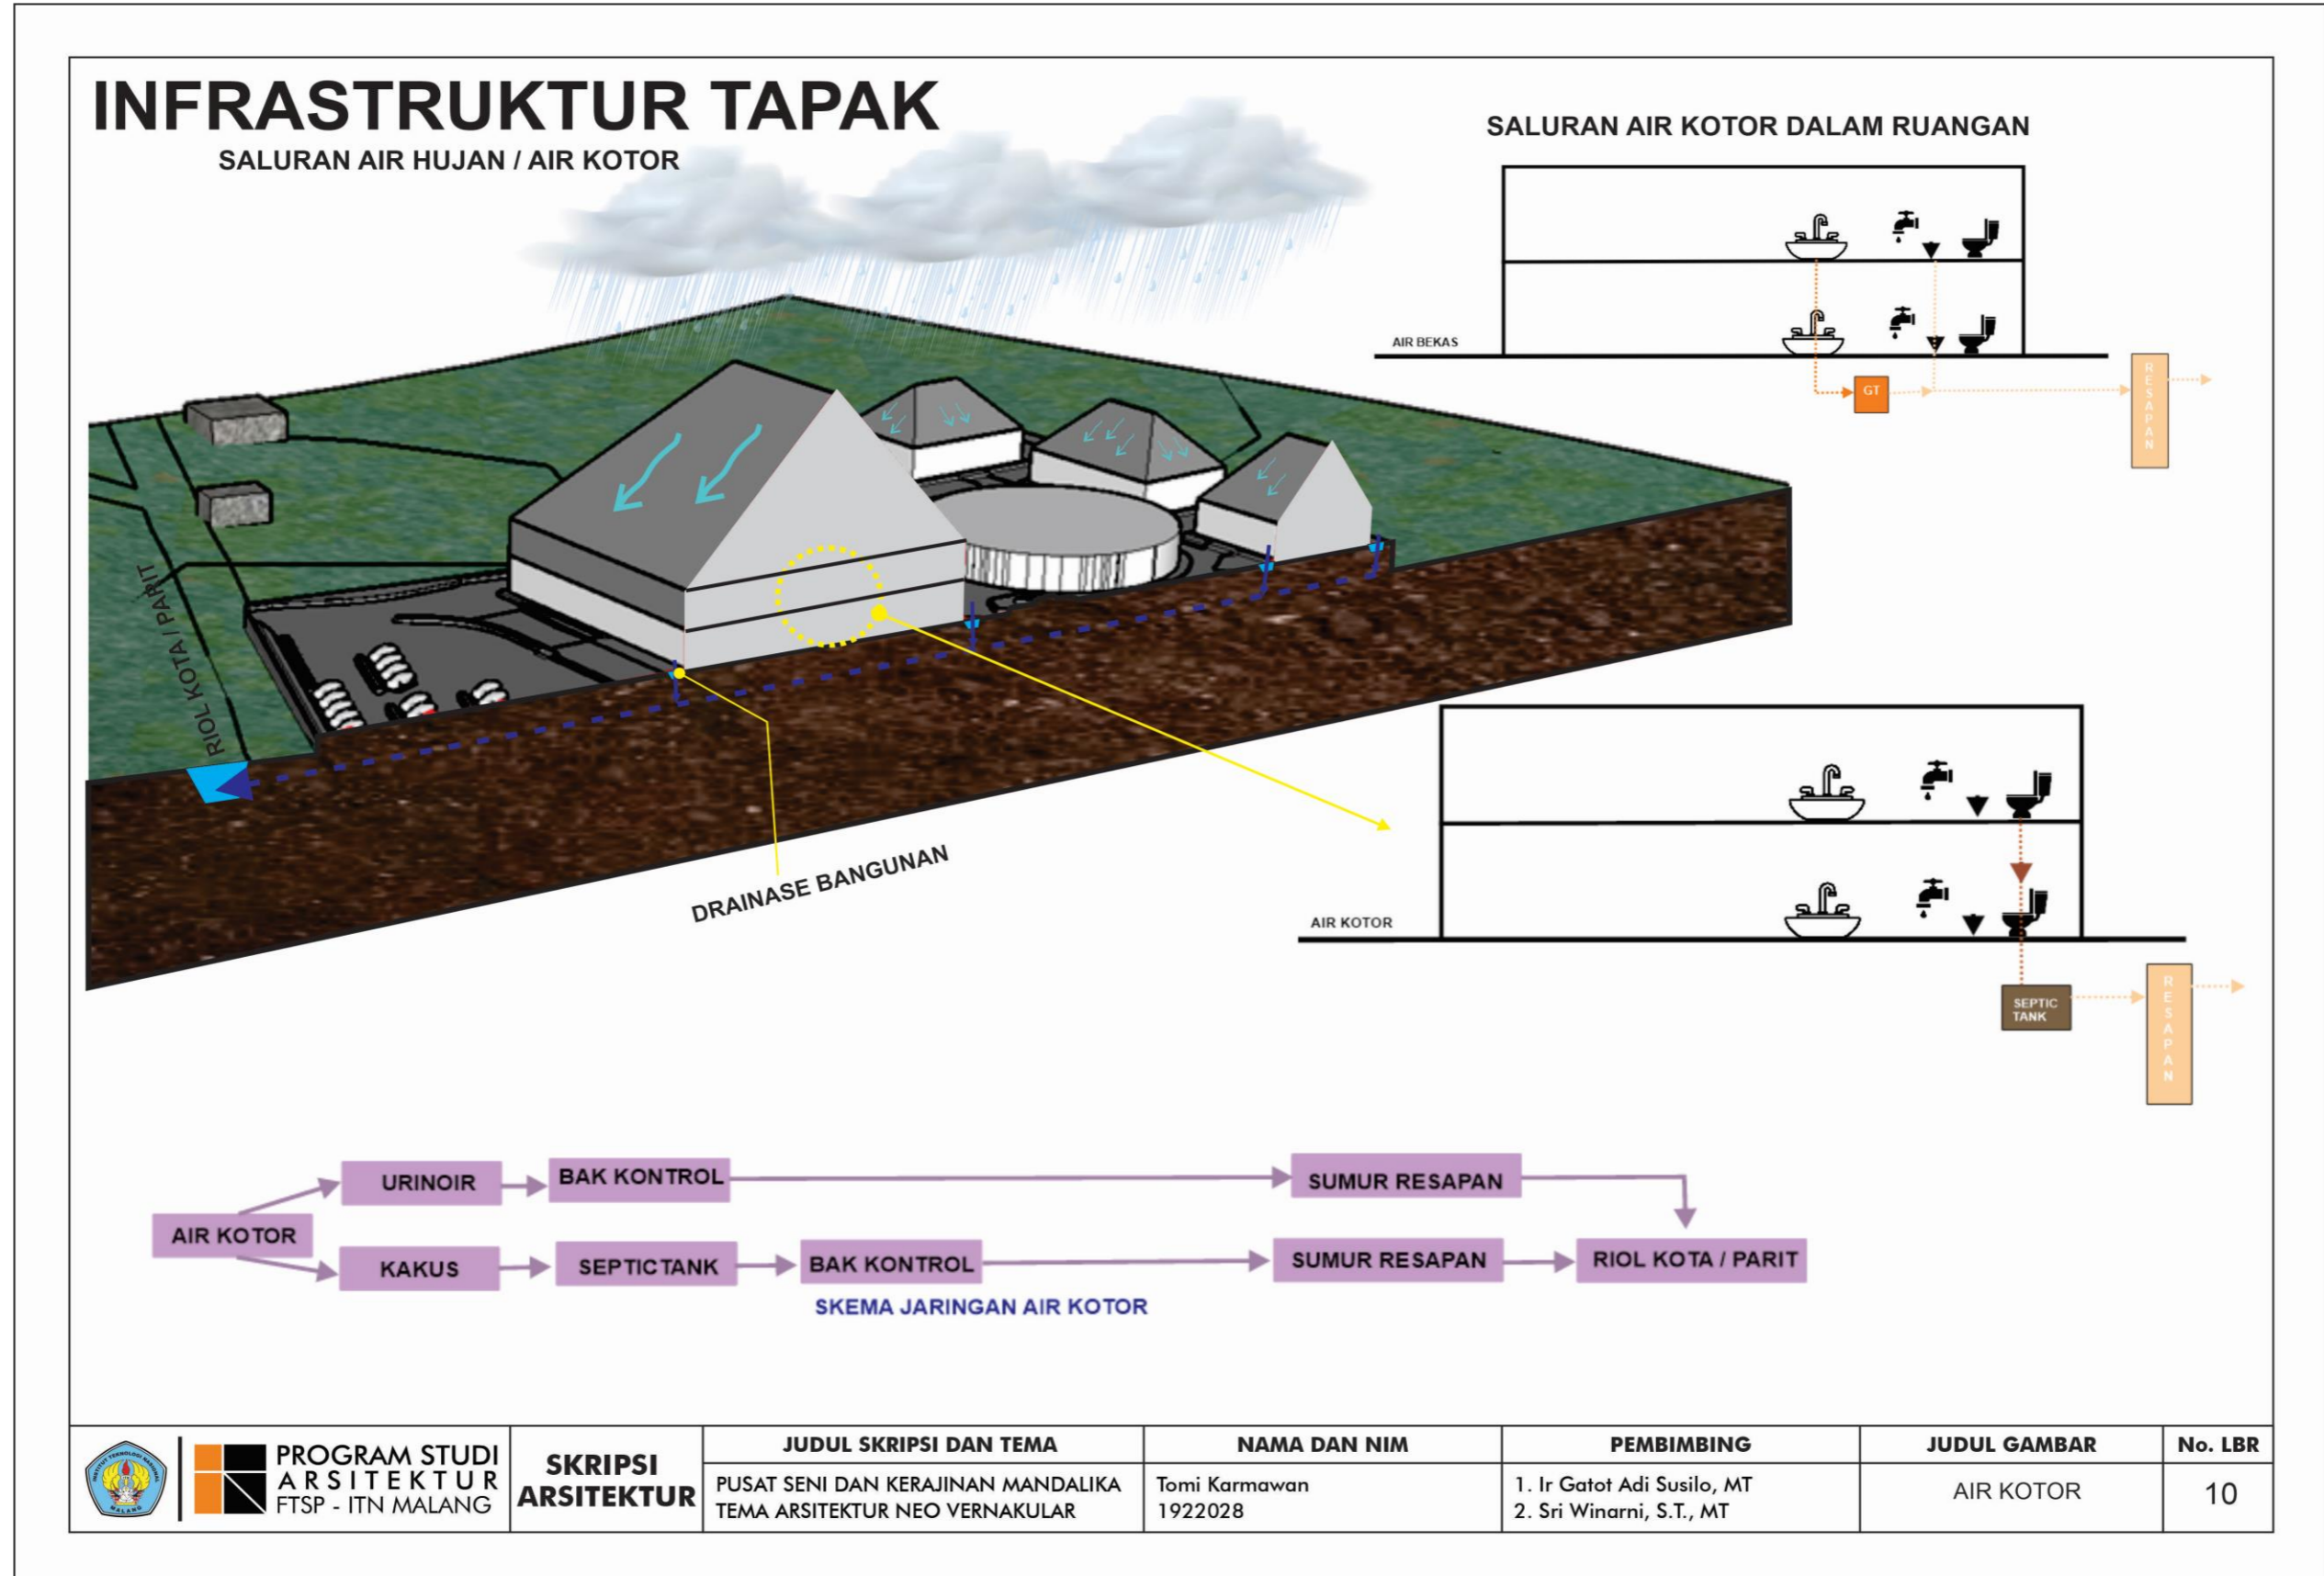 INFRASTRUKTUR TAPAK
SALURAN AIR HUJAN / AIR KOTOR
SALURAN AIR KOTOR DALAM RUANGAN
AIR BEKAS
GT
RESAPAN
RIOL KOTA / PARIT
DRAINASE BANGUNAN
AIR KOTOR
SEPTIC
TANK
RESAPAN
AIR KOTOR
URINOIR
BAK KONTROL
SUMUR RESAPAN
KAKUS
SEPTICTANK
BAK KONTROL
SUMUR RESAPAN
RIOL KOTA / PARIT
SKEMA JARINGAN AIR KOTOR
INSTITUT TEKNOLOGI NASIONAL
MALANG
PROGRAM STUDI
ARSITEKTUR
FTSP - ITN MALANG
SKRIPSI
ARSITEKTUR
JUDUL SKRIPSI DAN TEMA
PUSAT SENI DAN KERAJINAN MANDALIKA
TEMA ARSITEKTUR NEO VERNAKULAR
NAMA DAN NIM
Tomi Karmawan
1922028
PEMBIMBING
1. Ir Gatot Adi Susilo, MT
2. Sri Winarni, S.T., MT
JUDUL GAMBAR
AIR KOTOR
No. LBR
10